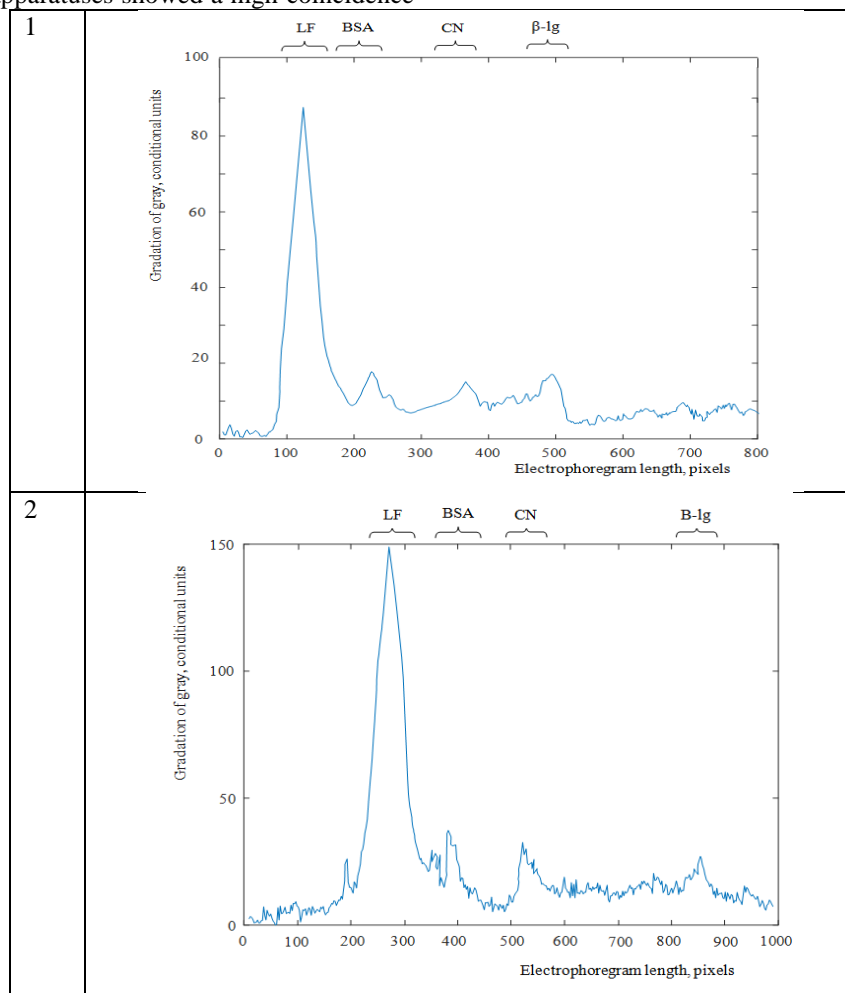 apparatuses showed a high coincidence
1
LF BSA CN β-lg
Gradation of gray, conditional units
100
80
60
40
20
0
0 100 200 300 400 500 600 700 800
Electrophoregram length, pixels
2
LF BSA CN B-lg
Gradation of gray, conditional units
150
100
50
0
0 100 200 300 400 500 600 700 800 900 1000
Electrophoregram length, pixels